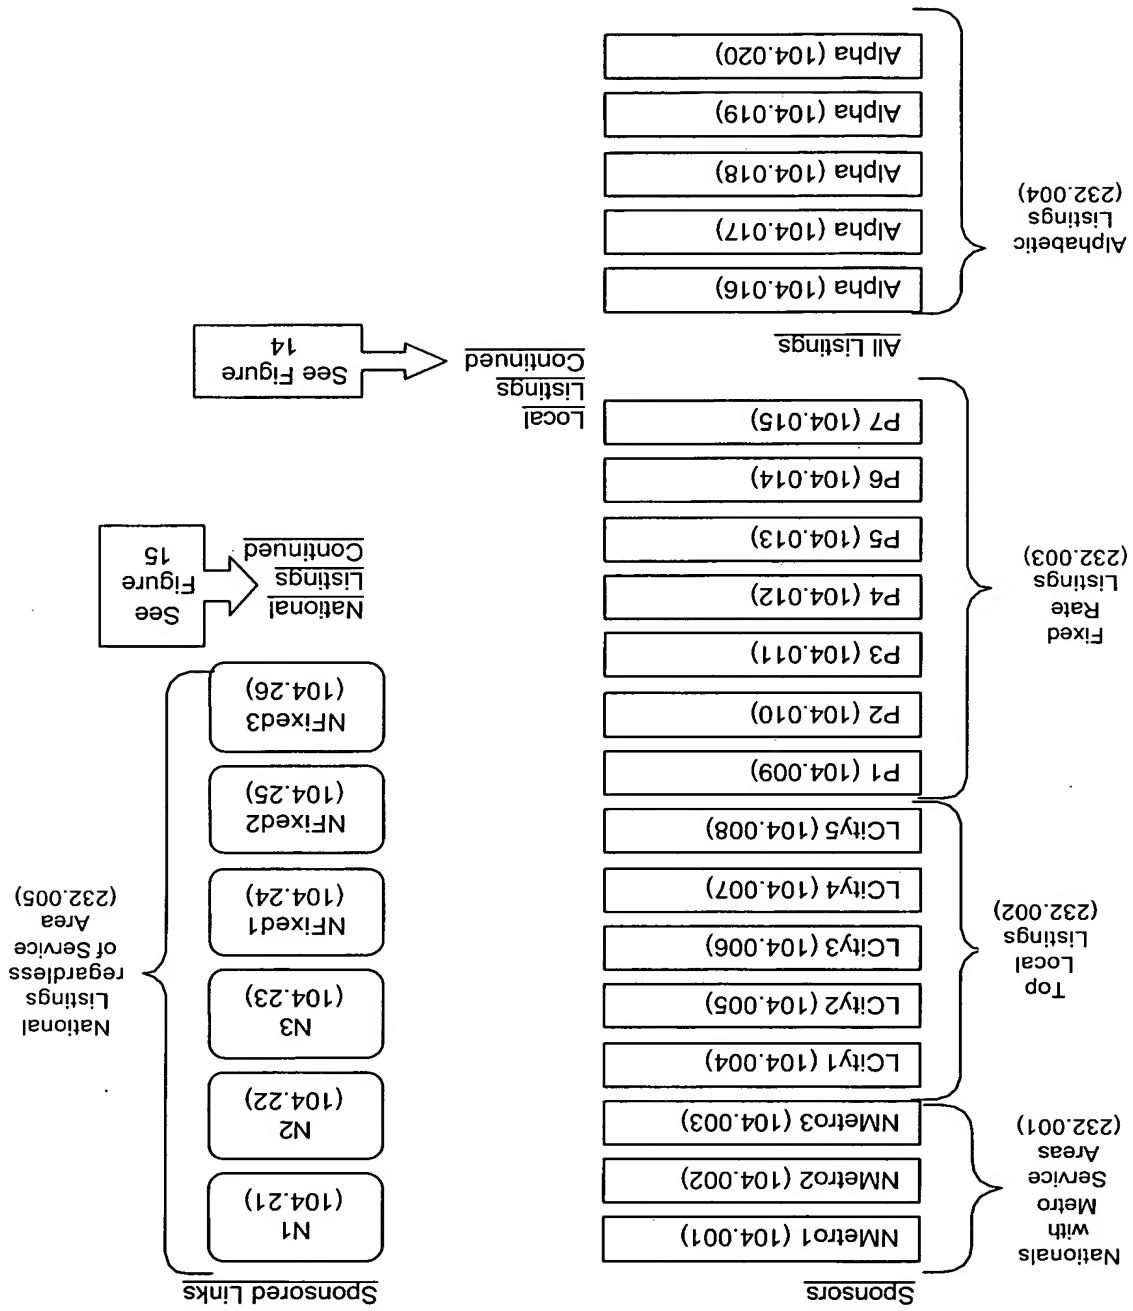 Sponsors
Nationals
with
Metro
Service
Areas
(232.001)
NMetro1 (104.001)
NMetro2 (104.002)
NMetro3 (104.003)
Top
Local
Listings
(232.002)
LCity1 (104.004)
LCity2 (104.005)
LCity3 (104.006)
LCity4 (104.007)
LCity5 (104.008)
Fixed
Rate
Listings
(232.003)
P1 (104.009)
P2 (104.010)
P3 (104.011)
P4 (104.012)
P5 (104.013)
P6 (104.014)
P7 (104.015)
All Listings
Alphabetic
Listings
(232.004)
Alpha (104.016)
Alpha (104.017)
Alpha (104.018)
Alpha (104.019)
Alpha (104.020)
Local
Listings
Continued
See Figure
14
Sponsored Links
N1
(104.21)
N2
(104.22)
N3
(104.23)
NFixed1
(104.24)
NFixed2
(104.25)
NFixed3
(104.26)
National
Listings
regardless
of Service
Area
(232.005)
National
Listings
Continued
See
Figure
15